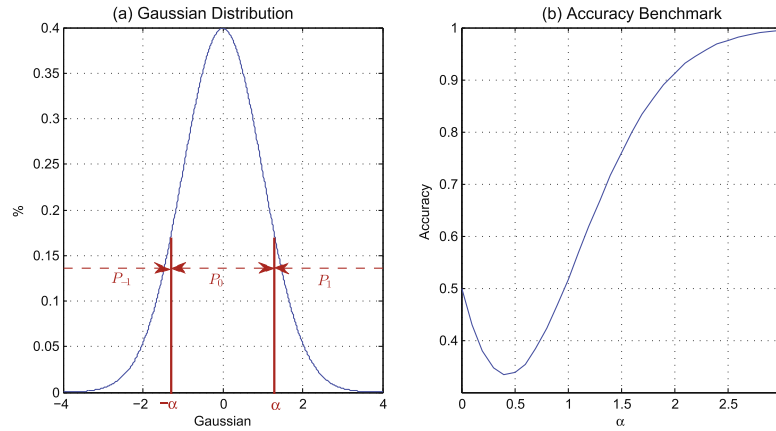 (a) Gaussian Distribution
0.4
0.35
0.3
0.25
0.2
0.15
0.1
0.05
0
%
P₋₁
P₀
P₁
−4
−2
0
2
4
−α
α
Gaussian
(b) Accuracy Benchmark
1
0.9
0.8
0.7
0.6
0.5
0.4
Accuracy
0
0.5
1
1.5
2
2.5
α